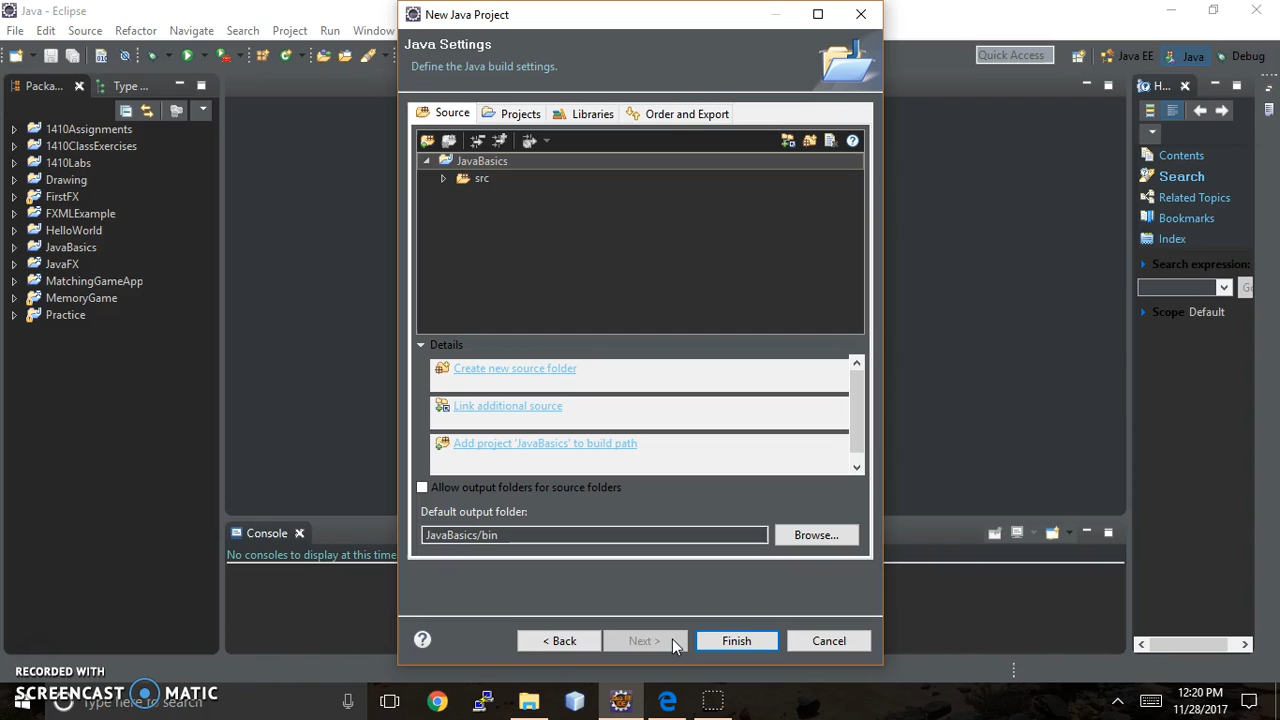 Java - Eclipse
File Edit Source Refactor Navigate Search Project Run Window
Quick Access
Java EE
Java
Debug
Packa...
Type ...
1410Assignments
1410ClassExercises
1410Labs
Drawing
FirstFX
FXMLExample
HelloWorld
JavaBasics
JavaFX
MatchingGameApp
MemoryGame
Practice
New Java Project
Java Settings
Define the Java build settings.
Source Projects Libraries Order and Export
JavaBasics
src
Details
Create new source folder
Link additional source
Add project 'JavaBasics' to build path
Allow output folders for source folders
Default output folder:
JavaBasics/bin
Browse...
< Back Next > Finish Cancel
Console
No consoles to display at this time
H...
Contents
Search
Related Topics
Bookmarks
Index
Search expression:
Scope Default
RECORDED WITH
SCREENCAST MATIC
Type here to search
12:20 PM
11/28/2017